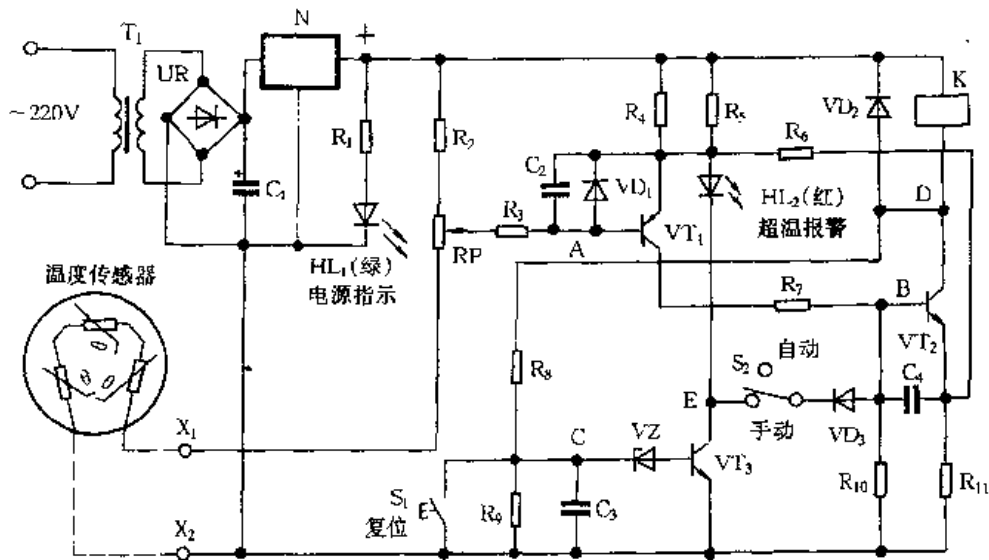 T₁
N
+
K
UR
~220V
R₁
R₂
R₄
R₅
VD₂
R₆
C₂
VD₁
+
C₁
D
HL₂(红)
超温报警
R₃
VT₁
RP
A
HL₁(绿)
电源指示
温度传感器
R₇
B
VT₂
θ
θ
θ
R₈
自动
S₂
C₄
E
手动
VD₃
X₁
C
VZ
VT₃
R₁₀
R₁₁
S₁
复位
R₉
C₃
X₂